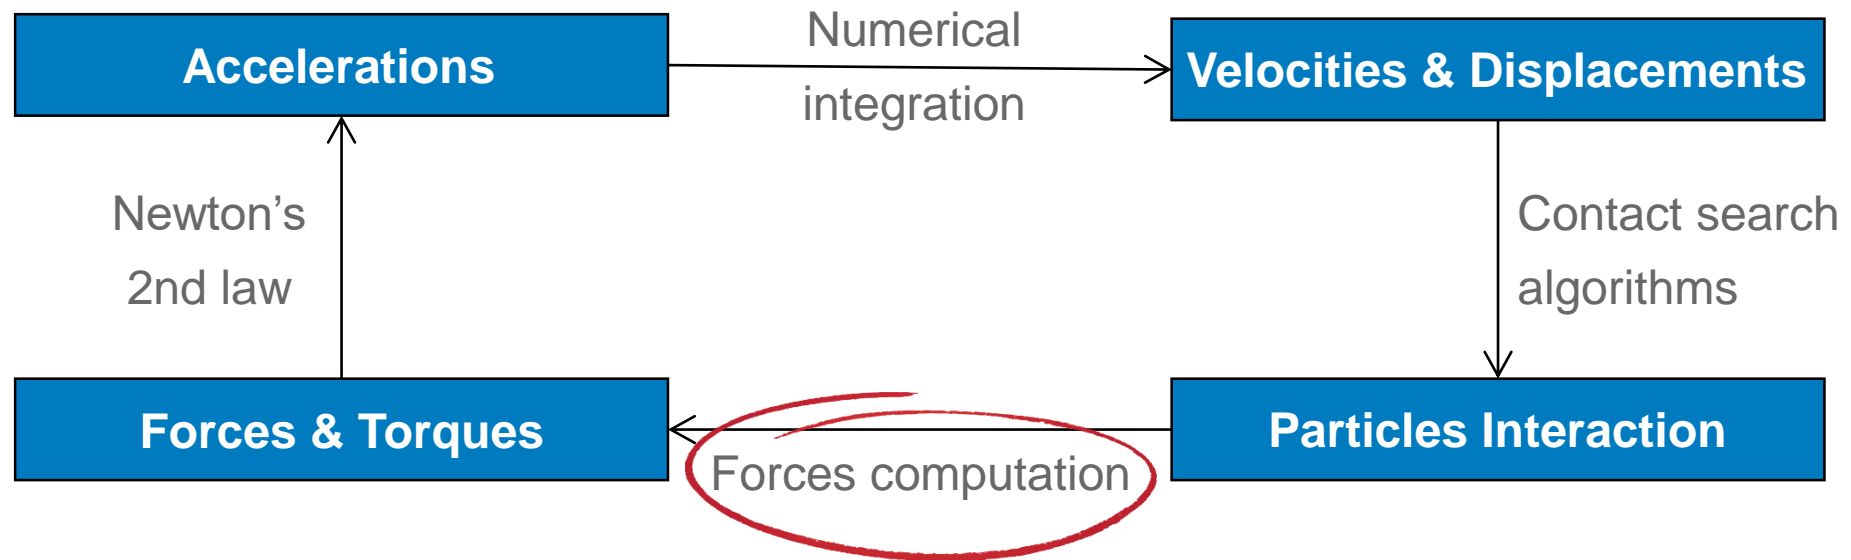 Accelerations
Numerical
integration
Velocities & Displacements
Newton’s
2nd law
Contact search
algorithms
Forces & Torques
Forces computation
Particles Interaction